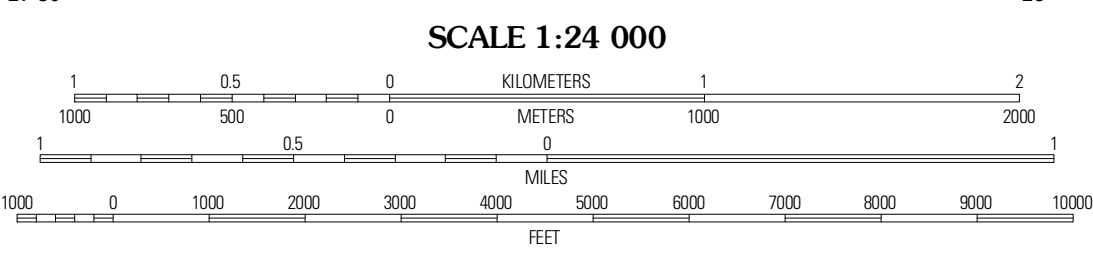 SCALE 1:24 000
1 0.5 0 KILOMETERS 1 2
1000 500 0 METERS 1000 2000
1 0.5 0 1
MILES
1000 0 1000 2000 3000 4000 5000 6000 7000 8000 9000 10000
FEET